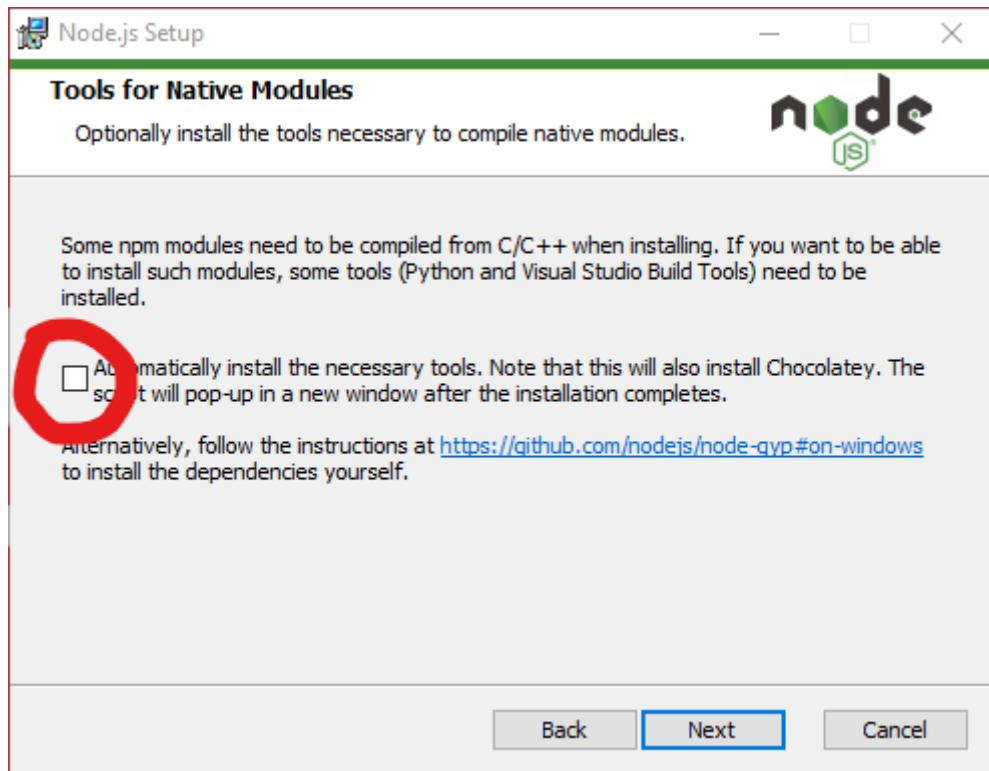 Node.js Setup
Tools for Native Modules
Optionally install the tools necessary to compile native modules.
node
JS
Some npm modules need to be compiled from C/C++ when installing. If you want to be able
to install such modules, some tools (Python and Visual Studio Build Tools) need to be
installed.
Automatically install the necessary tools. Note that this will also install Chocolatey. The
script will pop-up in a new window after the installation completes.
Alternatively, follow the instructions at https://github.com/nodejs/node-gyp#on-windows
to install the dependencies yourself.
Back
Next
Cancel